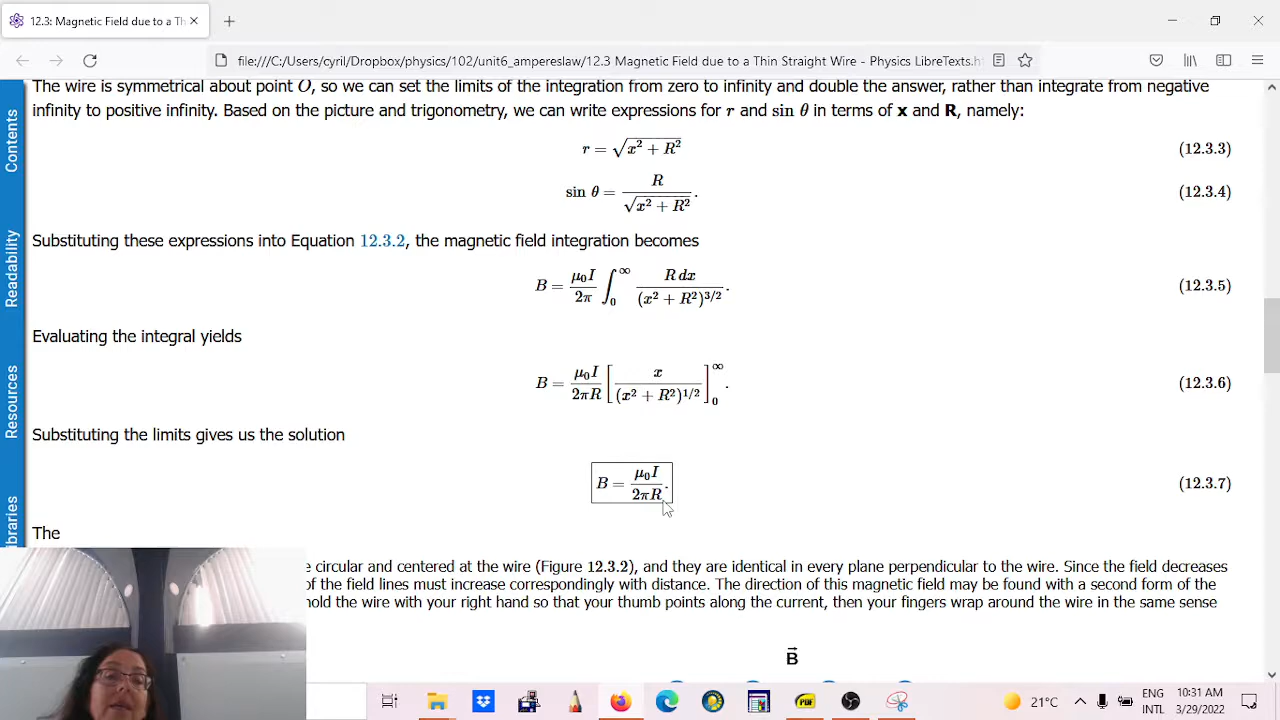 12.3: Magnetic Field due to a Th
file:///C:/Users/cyril/Dropbox/physics/102/unit6_ampereslaw/12.3 Magnetic Field due to a Thin Straight Wire - Physics LibreTexts.h
Contents
Readability
Resources
ibraries
The wire is symmetrical about point O, so we can set the limits of the integration from zero to infinity and double the answer, rather than integrate from negative
infinity to positive infinity. Based on the picture and trigonometry, we can write expressions for r and sin θ in terms of x and R, namely:
r = √(x² + R²) (12.3.3)
sin θ = R / √(x² + R²). (12.3.4)
Substituting these expressions into Equation 12.3.2, the magnetic field integration becomes
B = μ₀I / 2π ∫₀^∞ R dx / (x² + R²)^3/2. (12.3.5)
Evaluating the integral yields
B = μ₀I / 2πR [x / (x² + R²)^1/2]₀^∞. (12.3.6)
Substituting the limits gives us the solution
B = μ₀I / 2πR. (12.3.7)
The
e circular and centered at the wire (Figure 12.3.2), and they are identical in every plane perpendicular to the wire. Since the field decreases
of the field lines must increase correspondingly with distance. The direction of this magnetic field may be found with a second form of the
hold the wire with your right hand so that your thumb points along the current, then your fingers wrap around the wire in the same sense
B⃗
PDF
21°C
ENG
INTL
10:31 AM
3/29/2022